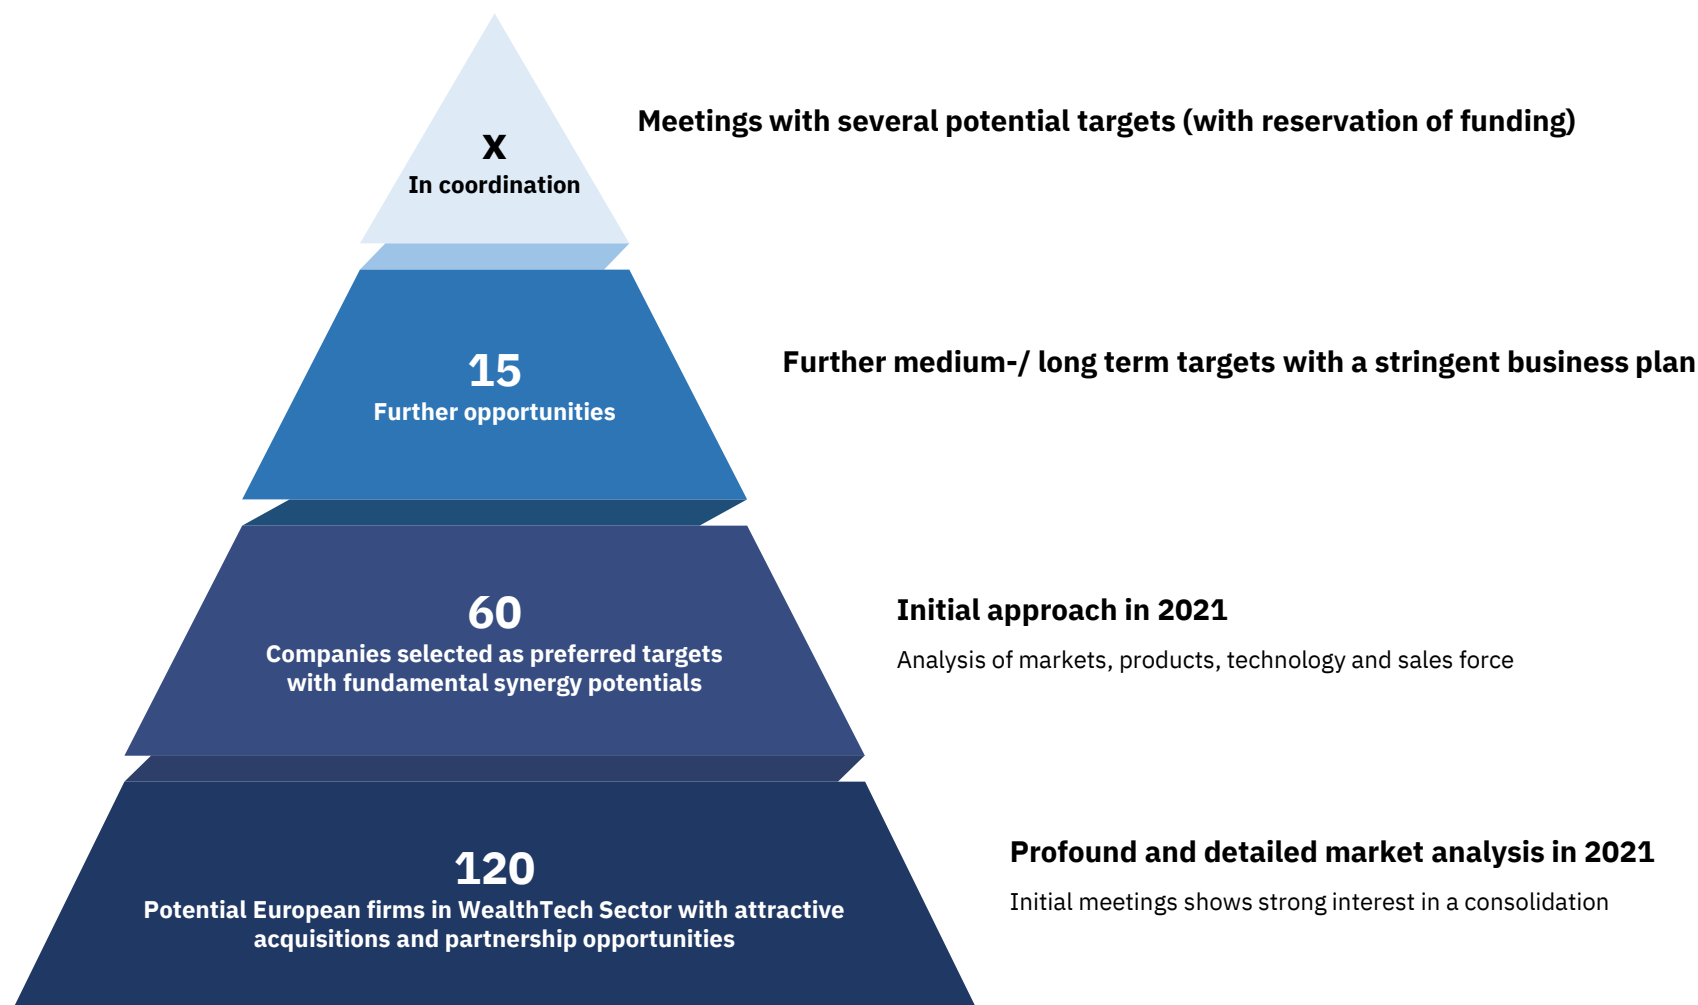 x
In coordination
Meetings with several potential targets (with reservation of funding)
15
Further opportunities
Further medium-/ long term targets with a stringent business plan
60
Companies selected as preferred targets
with fundamental synergy potentials
Initial approach in 2021
Analysis of markets, products, technology and sales force
120
Potential European firms in WealthTech Sector with attractive
acquisitions and partnership opportunities
Profound and detailed market analysis in 2021
Initial meetings shows strong interest in a consolidation